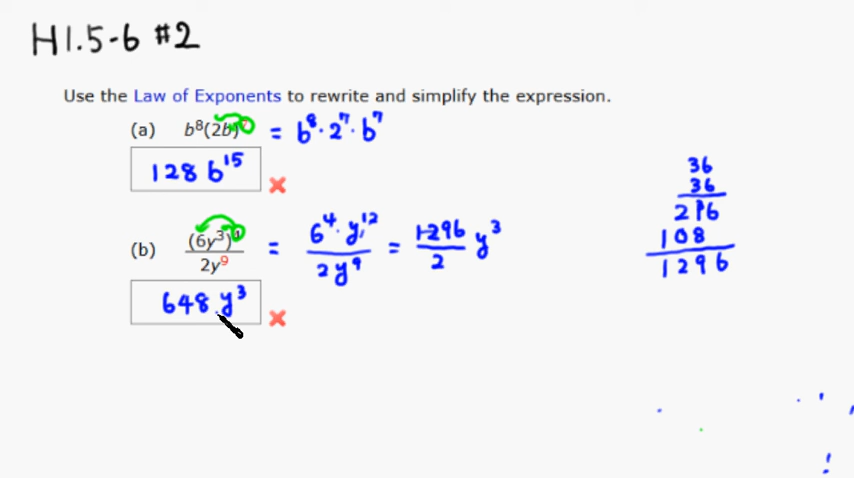 H1.5-6 #2
Use the Law of Exponents to rewrite and simplify the expression.
(a) b⁸(2b)⁷ = b⁸ · 2⁷ · b⁷
128 b¹⁵
(b) (6y³)⁴ / 2y⁹ = 6⁴ · y¹² / 2y⁹ = 1296 / 2 y³
648 y³
36
36
216
108
1296